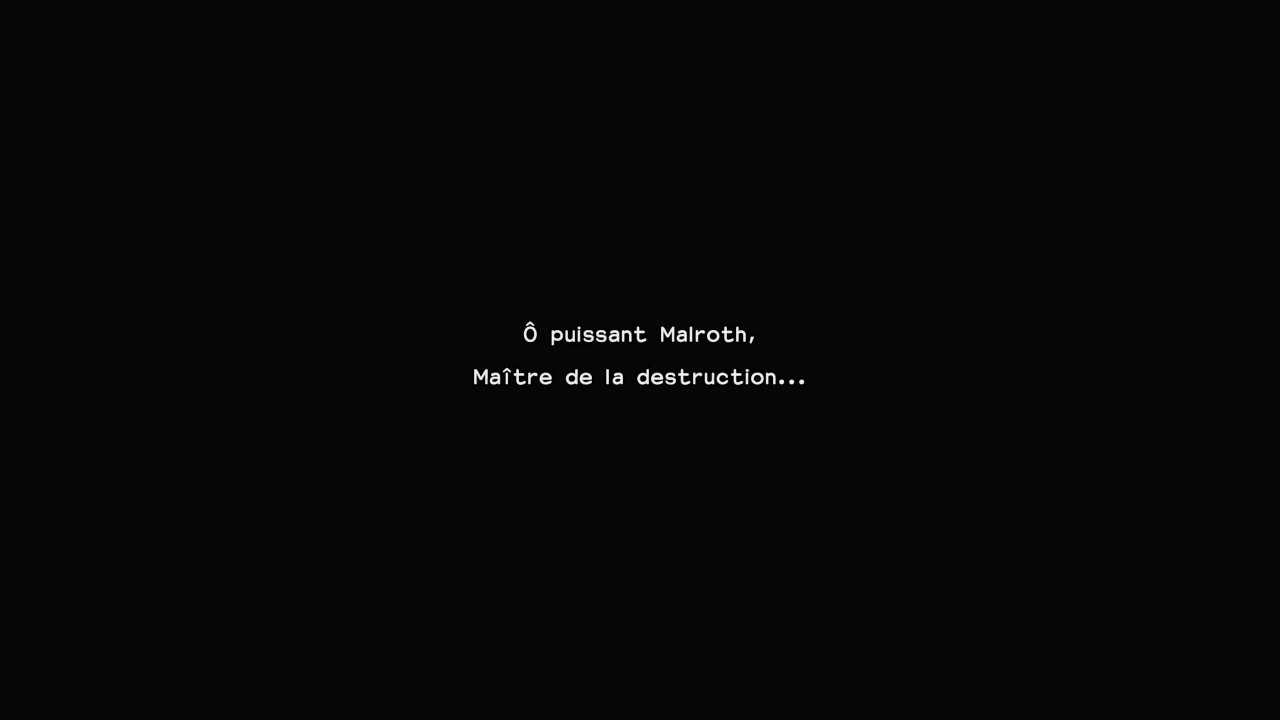 Ô puissant Malroth,
Maître de la destruction...